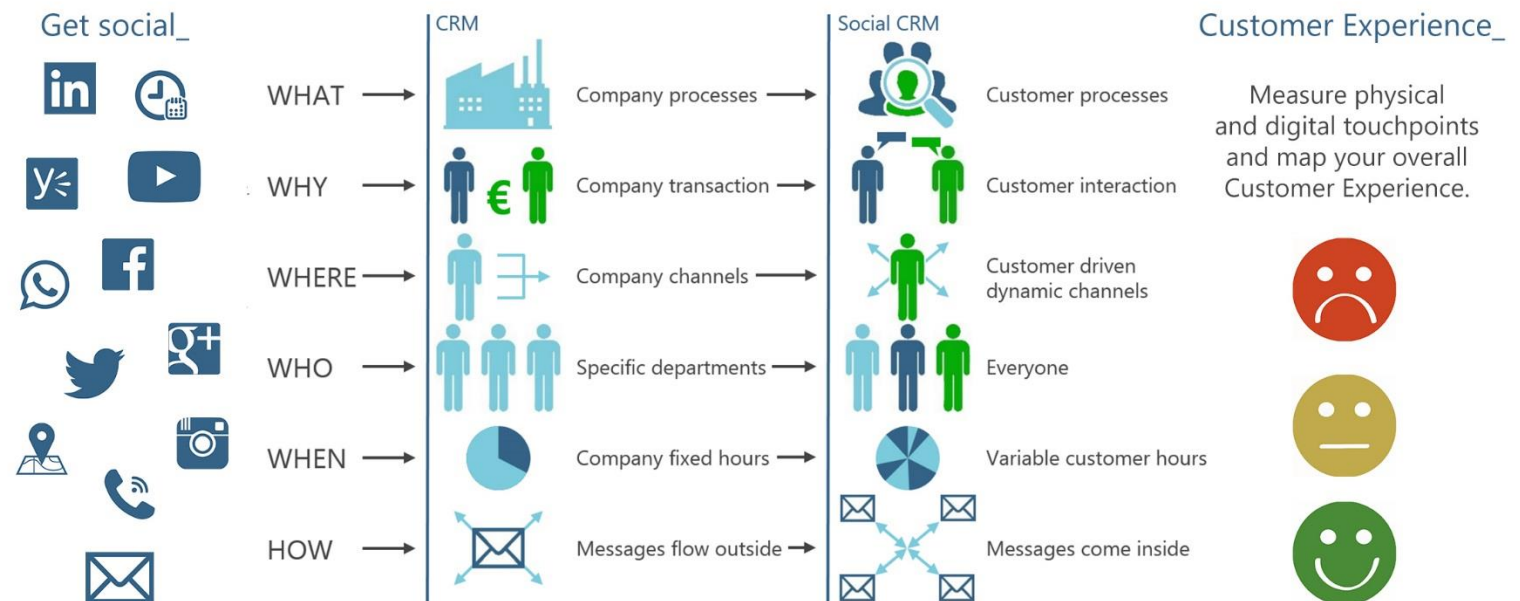 Get social_
in
y
f
g+
WHAT
WHY
WHERE
WHO
WHEN
HOW
CRM
Company processes
€
Company transaction
Company channels
Specific departments
Company fixed hours
Messages flow outside
Social CRM
Customer processes
Customer interaction
Customer driven
dynamic channels
Everyone
Variable customer hours
Messages come inside
Customer Experience_
Measure physical
and digital touchpoints
and map your overall
Customer Experience.